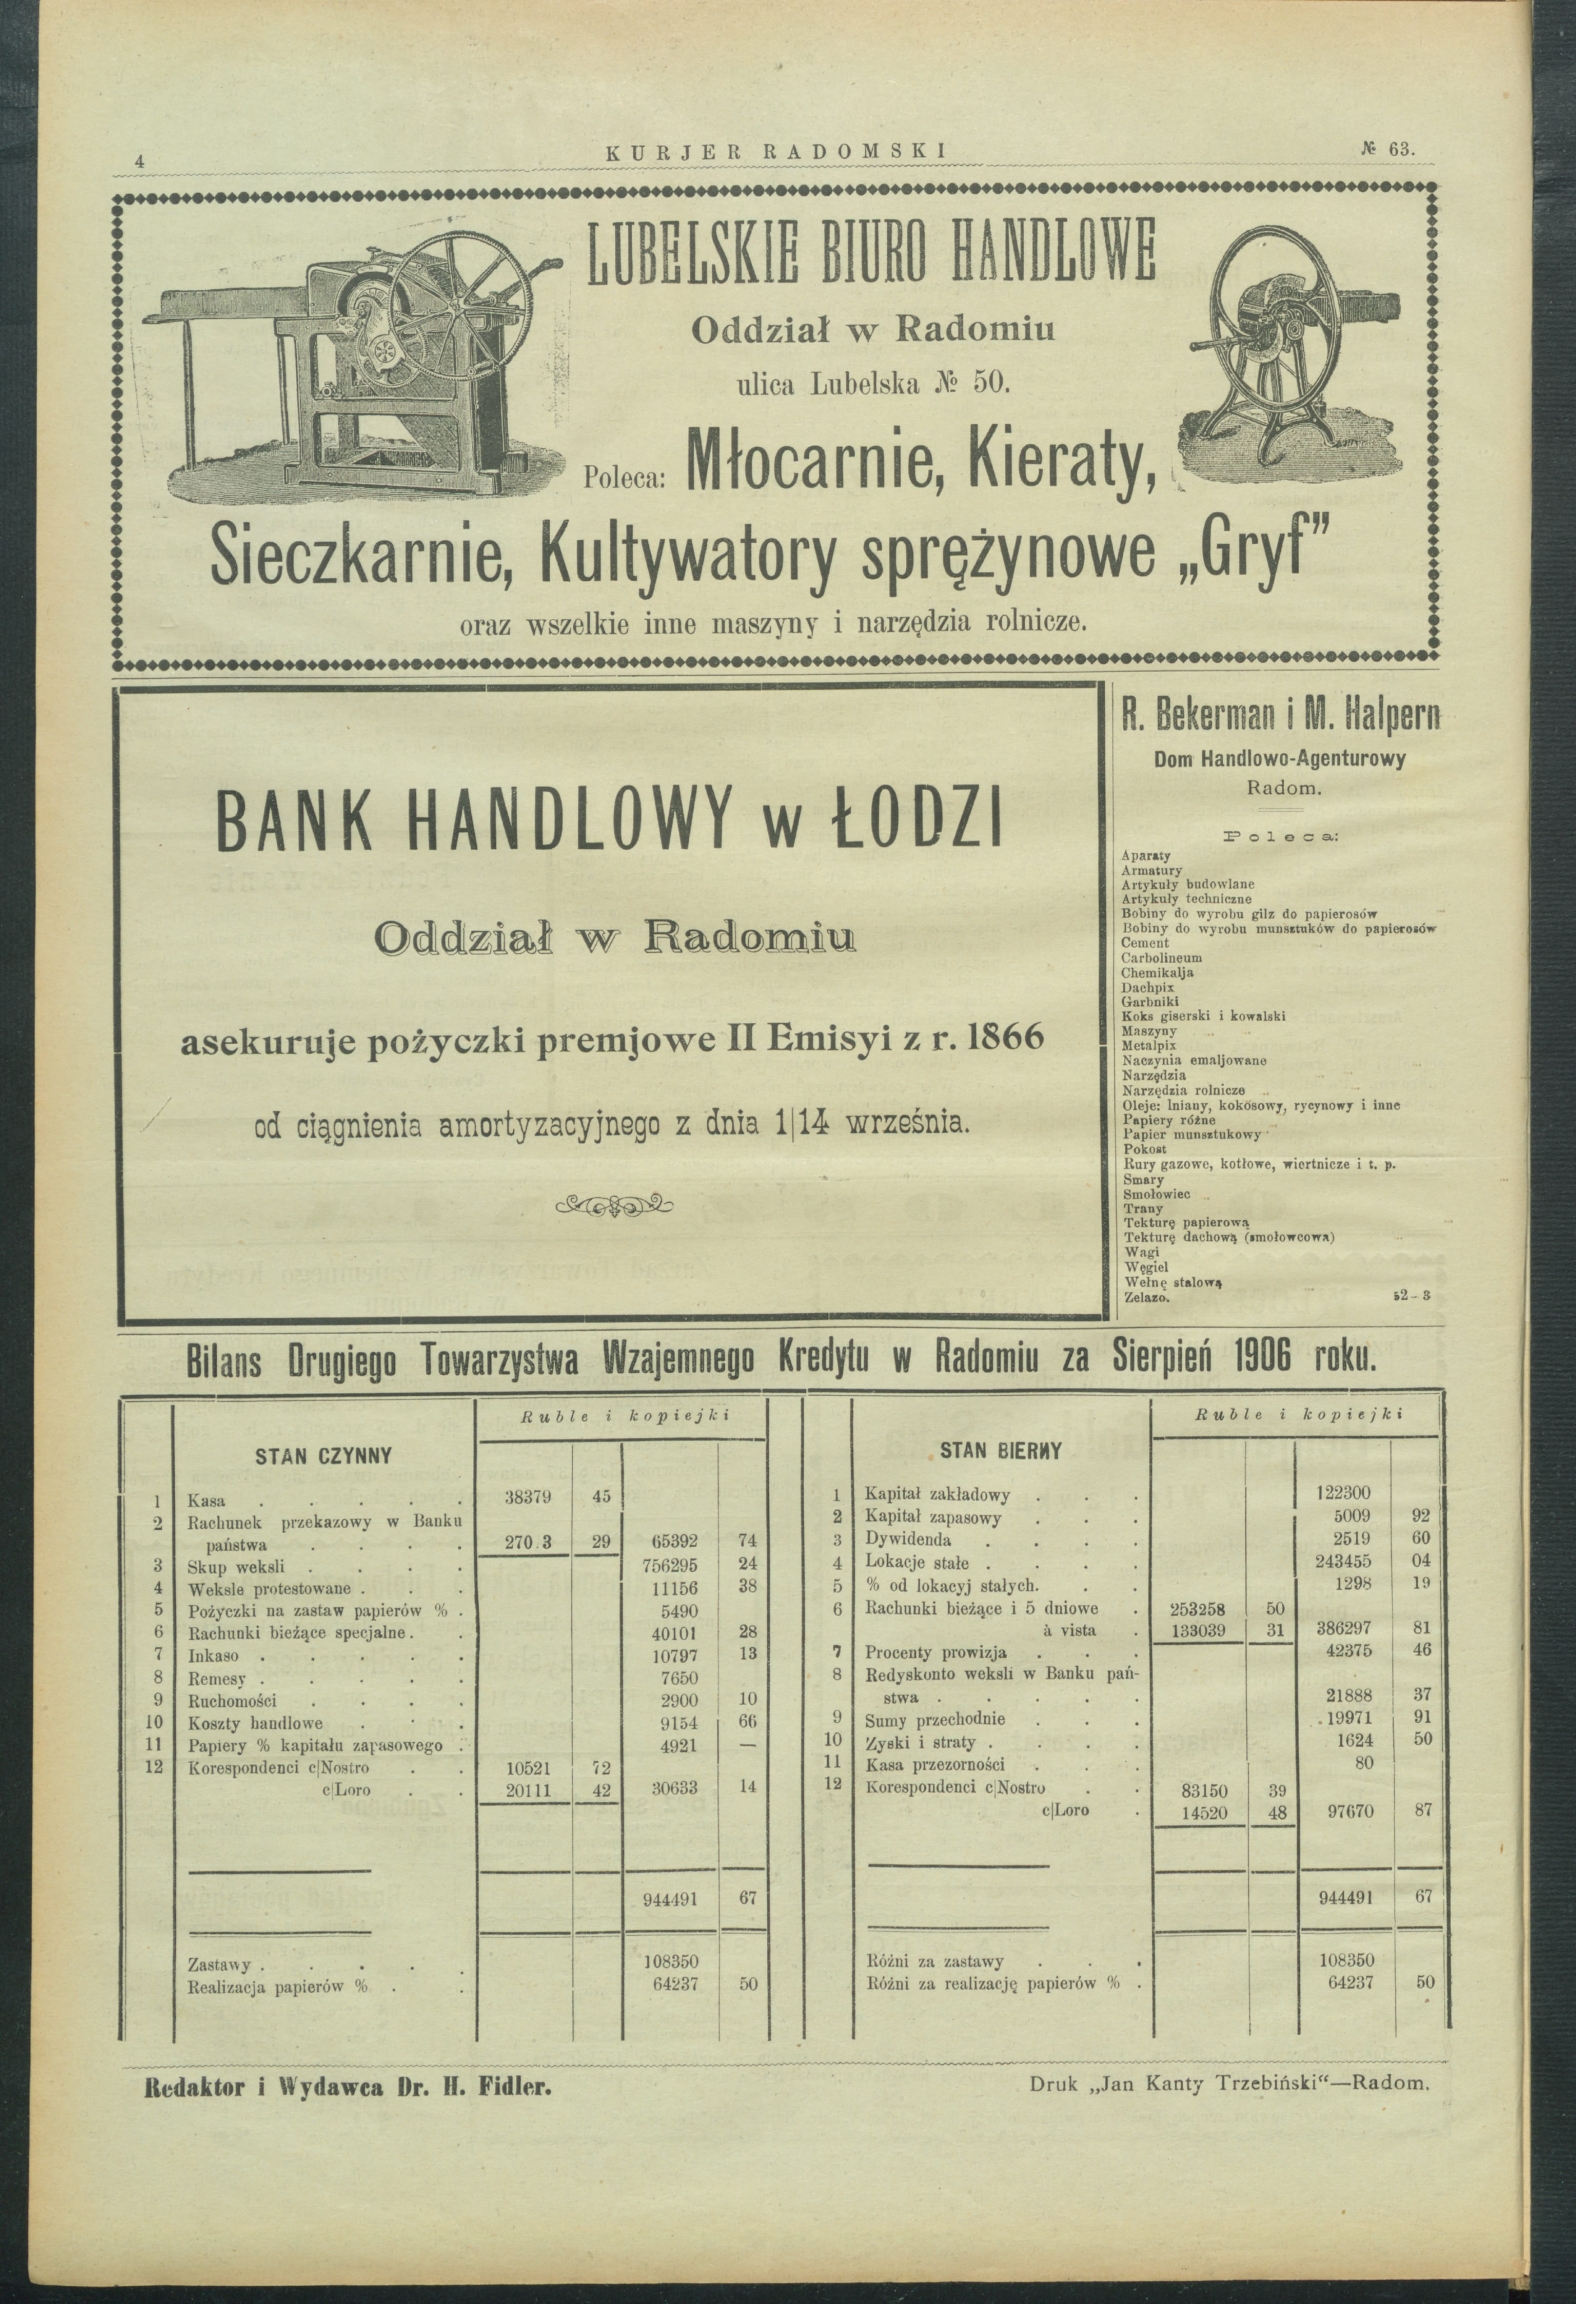 4
KURJER RADOMSKI
№ 63.
LUBELSKIE BIURO HANDLOWE
Oddział w Radomiu
ulica Lubelska № 50.
Poleca: Młocarnie, Kieraty,
Sieczkarnie, Kultywatory sprężynowe „Gryf”
oraz wszelkie inne maszyny i narzędzia rolnicze.
BANK HANDLOWY w ŁODZI
Oddział w Radomiu
asekuruje pożyczki premjowe II Emisyi z r. 1866
od ciągnienia amortyzacyjnego z dnia 1|14 września.
R. Bekerman i M. Halpern
Dom Handlowo-Agenturowy
Radom.
Poleca:
Aparaty
Armatury
Artykuły budowlane
Artykuły techniczne
Bobiny do wyrobu gilz do papierosów
Bobiny do wyrobu munsztuków do papierosów
Cement
Carbolineum
Chemikalja
Dachpix
Garbniki
Koks giserski i kowalski
Maszyny
Metalpix
Naczynia emaljowane
Narzędzia
Narzędzia rolnicze
Oleje: lniany, kokosowy, rycynowy i inne
Papiery różne
Papier munsztukowy
Pokost
Rury gazowe, kotłowe, wiertnicze i t. p.
Smary
Smołowiec
Trany
Tekturę papierową
Tekturę dachową (smołowcowa)
Wagi
Węgiel
Wełnę stalową
Zelazo. 52-3
Bilans Drugiego Towarzystwa Wzajemnego Kredytu w Radomiu za Sierpień 1906 roku.
STAN CZYNNY Ruble i kopiejki
1 Kasa . . . . . 38379 45
2 Rachunek przekazowy w Banku
państwa . . . . 270 3 29 65392 74
3 Skup weksli . . . . 756295 24
4 Weksle protestowane . . . 11156 38
5 Pożyczki na zastaw papierów % . 5490
6 Rachunki bieżące specjalne . . 40101 28
7 Inkaso . . . . . 10797 13
8 Remesy . . . . . 7650
9 Ruchomości . . . . 2900 10
10 Koszty handlowe . . . 9154 66
11 Papiery % kapitału zapasowego . 4921 —
12 Korespondenci c|Nostro . . 10521 72
c|Loro . . 20111 42 30633 14
944491 67
Zastawy . . . . . 108350
Realizacja papierów % . . 64237 50
STAN BIERNY Ruble i kopiejki
1 Kapitał zakładowy . . . 122300
2 Kapitał zapasowy . . . 5009 92
3 Dywidenda . . . . 2519 60
4 Lokacje stałe . . . . 243455 04
5 % od lokacyj stałych. . . 1298 19
6 Rachunki bieżące i 5 dniowe . 253258 50
à vista . 133039 31 386297 81
7 Procenty prowizja . . . 42375 46
8 Redyskonto weksli w Banku pań-
stwa . . . . . 21888 37
9 Sumy przechodnie . . . 19971 91
10 Zyski i straty . . . . 1624 50
11 Kasa przezorności . . . 80
12 Korespondenci c|Nostro . . 83150 39
c|Loro . 14520 48 97670 87
944491 67
Różni za zastawy . . . 108350
Różni za realizację papierów % . 64237 50
Redaktor i Wydawca Dr. H. Fidler.
Druk „Jan Kanty Trzebiński“—Radom.